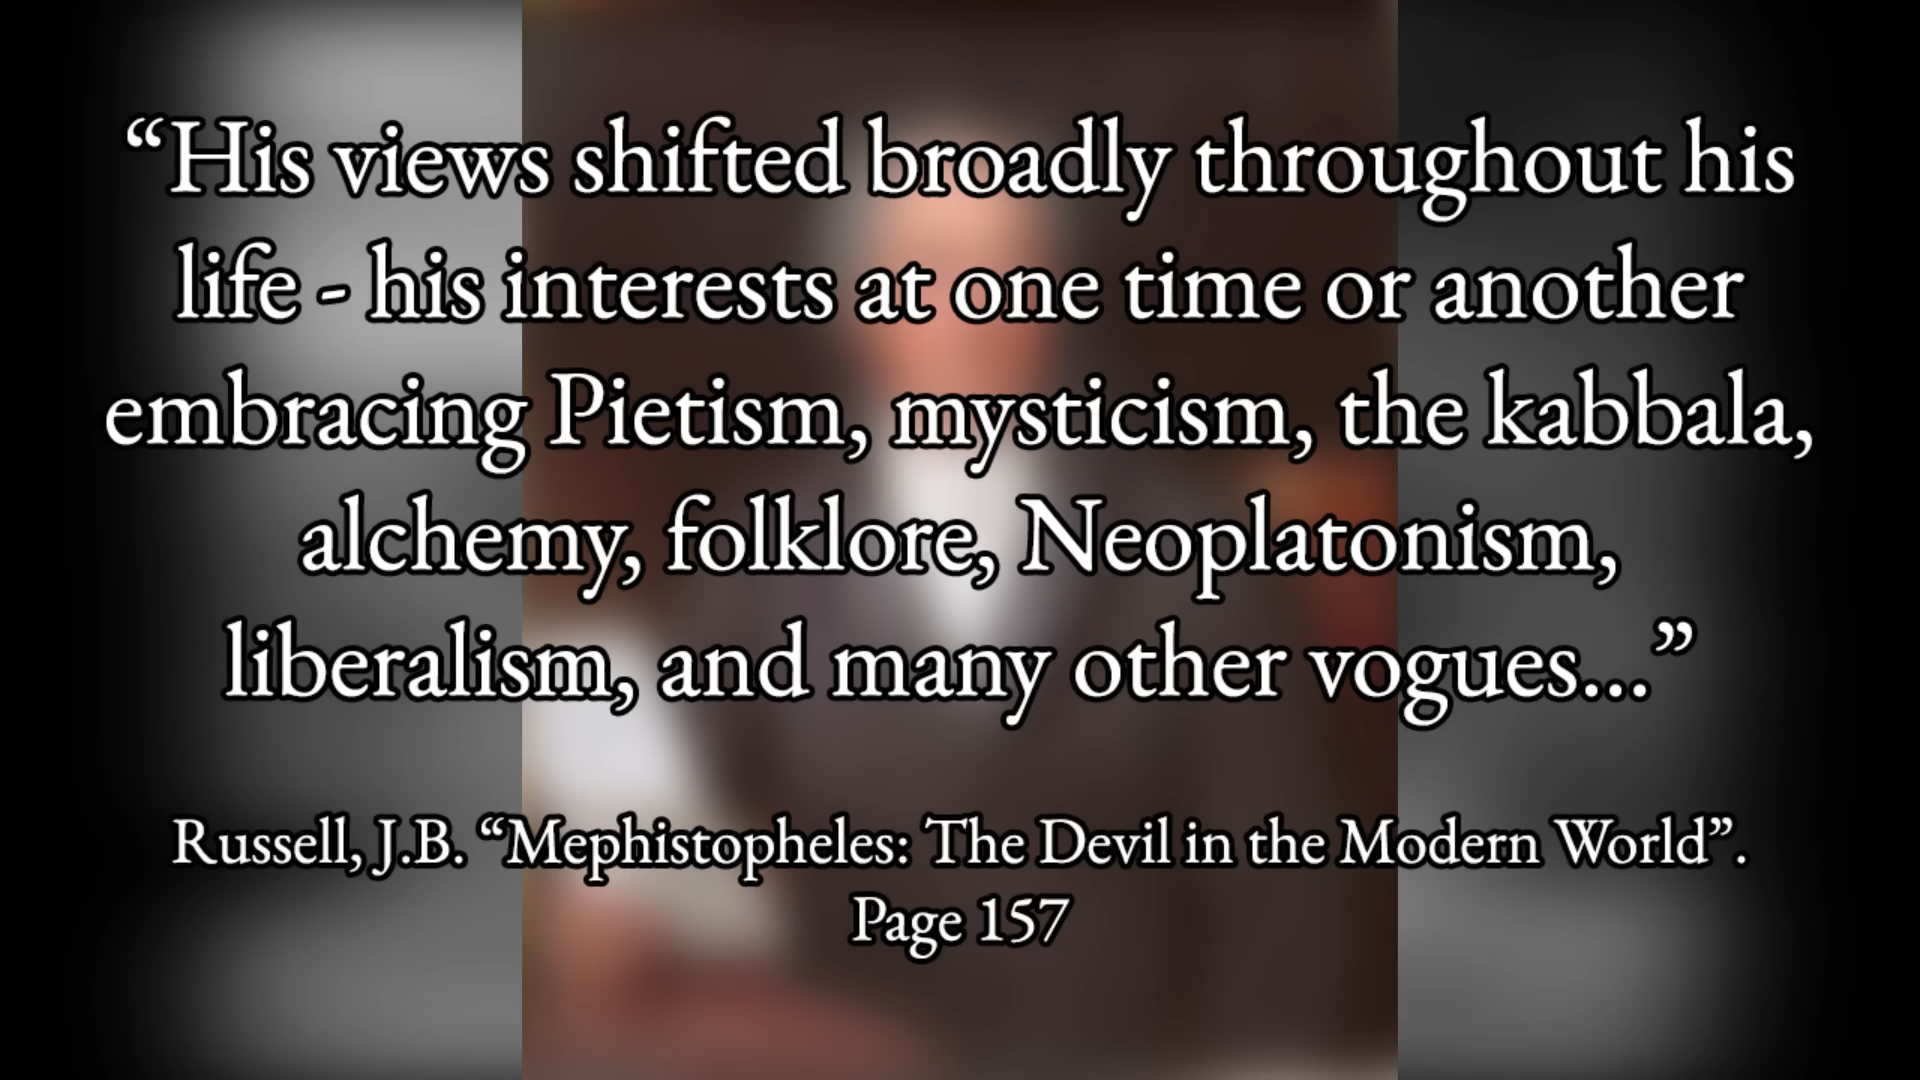 “His views shifted broadly throughout his
life - his interests at one time or another
embracing Pietism, mysticism, the kabbala,
alchemy, folklore, Neoplatonism,
liberalism, and many other vogues...”
Russell, J.B. “Mephistopheles: The Devil in the Modern World”.
Page 157